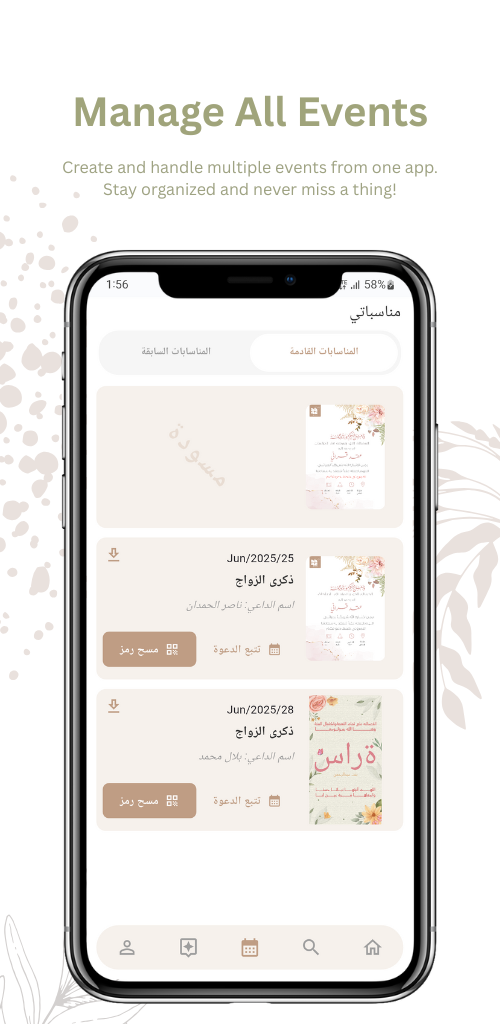 Manage All Events
Create and handle multiple events from one app.
Stay organized and never miss a thing!
1:56
58%
مناسباتي
المناسابات القادمة
المناسابات السابقة
مسودة
Jun/2025/25
ذكرى الزواج
اسم الداعي: ناصر الحمدان
تتبع الدعوة
مسح رمز
Jun/2025/28
ذكرى الزواج
اسم الداعي: بلال محمد
تتبع الدعوة
مسح رمز